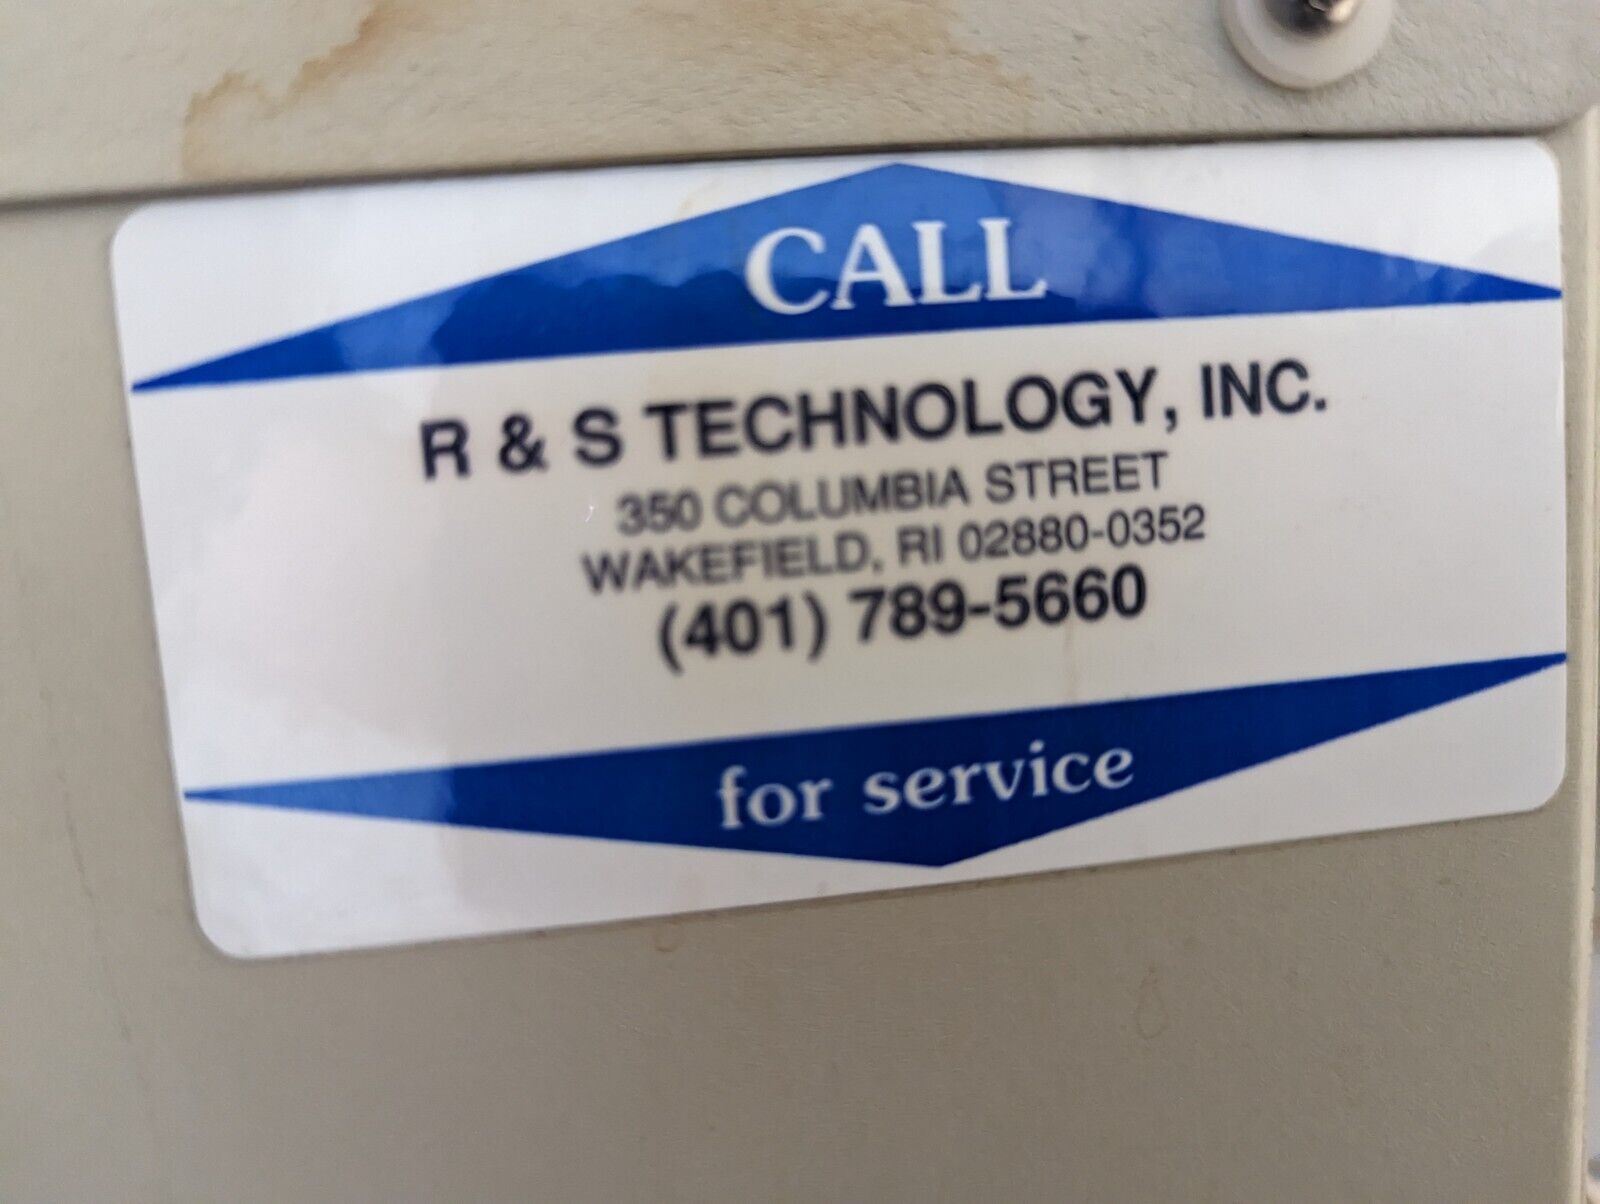 CALL
R & S TECHNOLOGY, INC.
350 COLUMBIA STREET
WAKEFIELD, RI 02880-0352
(401) 789-5660
for service